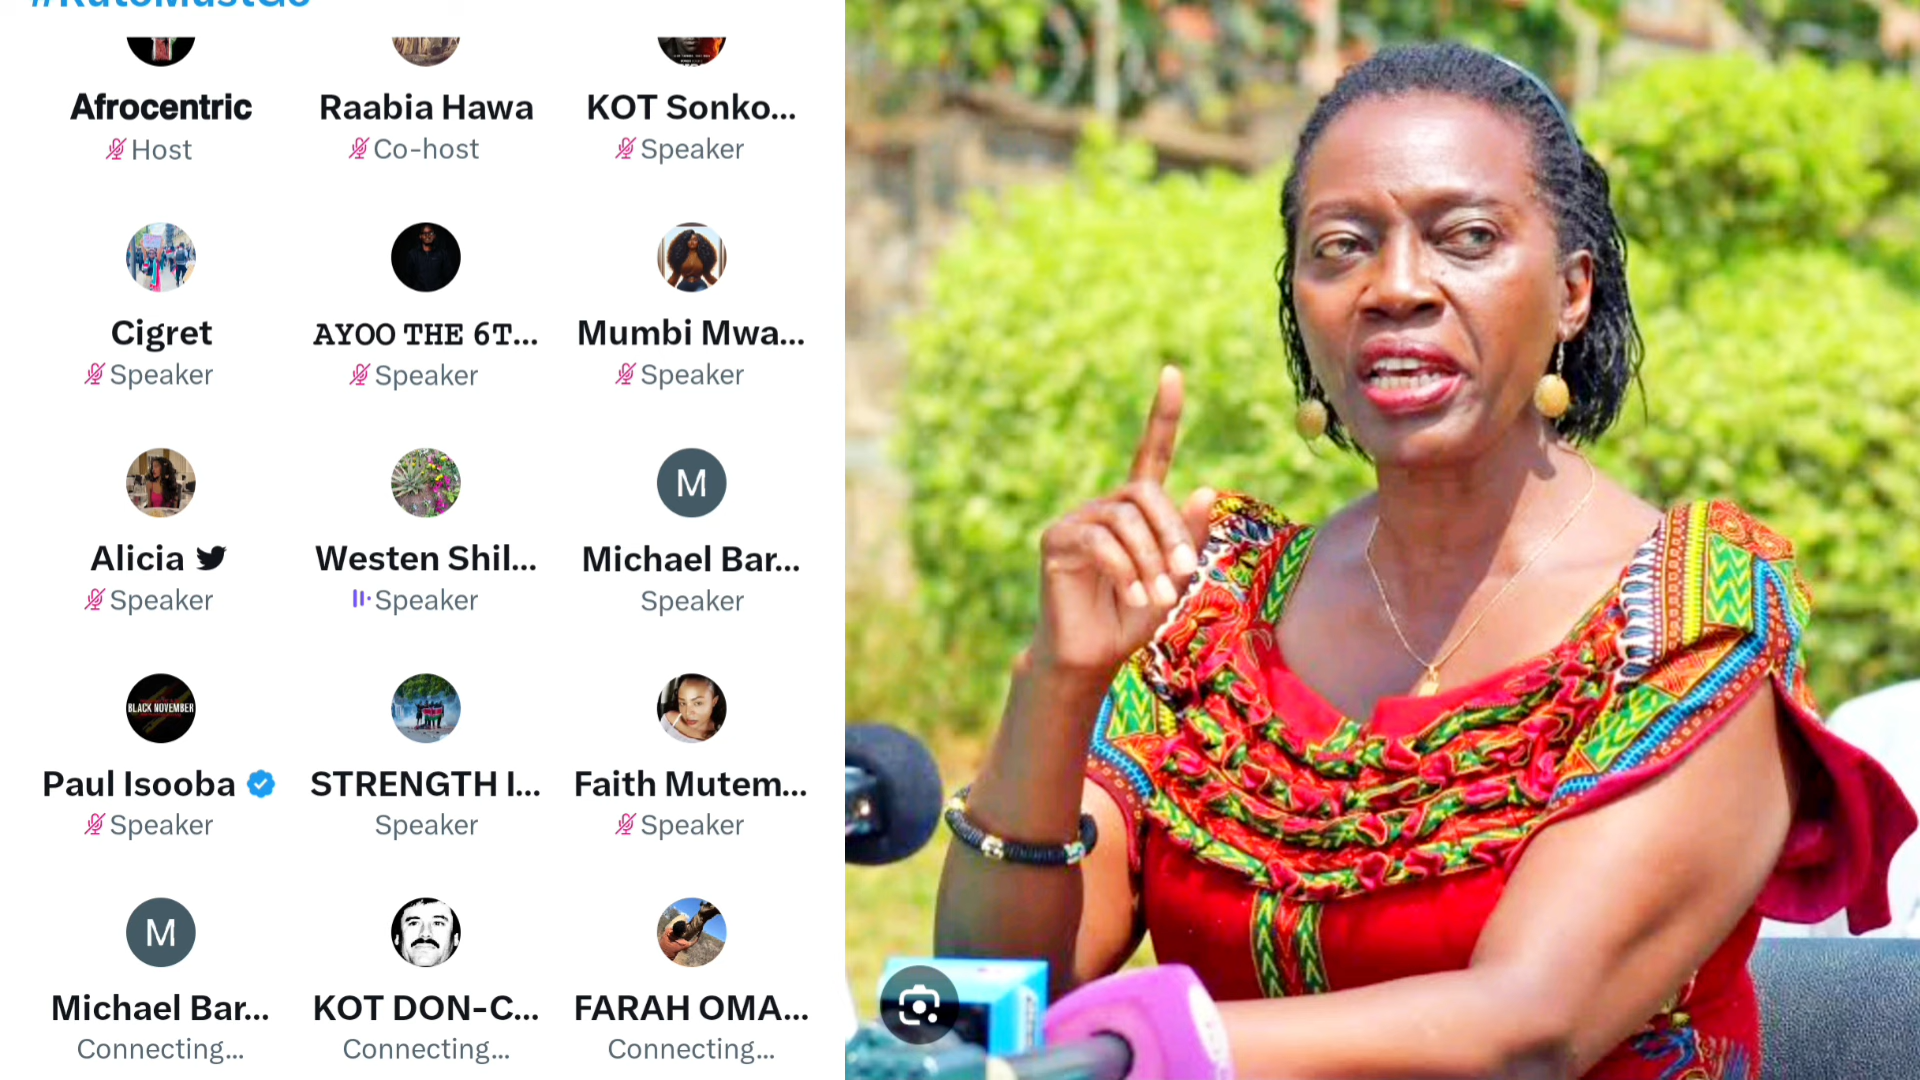 #RutoMustGo
Afrocentric Raabia Hawa KOT Sonko...
Host Co-host Speaker
Cigret AYOO THE 6T... Mumbi Mwa...
Speaker Speaker Speaker
Alicia Westen Shil... Michael Bar...
Speaker Speaker Speaker
BLACK NOVEMBER
Paul Isooba STRENGTH I... Faith Mutem...
Speaker Speaker Speaker
M
Michael Bar... KOT DON-C... FARAH OMA...
Connecting... Connecting... Connecting...
M